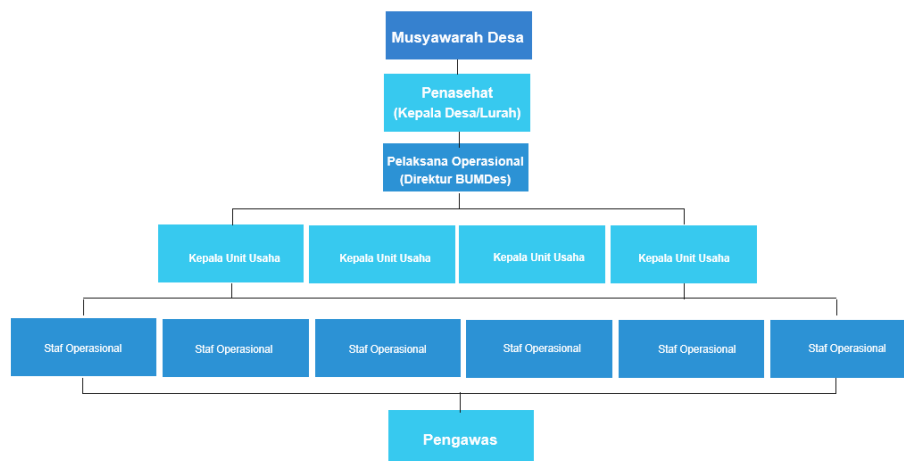 Musyawarah Desa
Penasehat
(Kepala Desa/Lurah)
Pelaksana Operasional
(Direktur BUMDes)
Kepala Unit Usaha
Kepala Unit Usaha
Kepala Unit Usaha
Kepala Unit Usaha
Staf Operasional
Staf Operasional
Staf Operasional
Staf Operasional
Staf Operasional
Staf Operasional
Pengawas